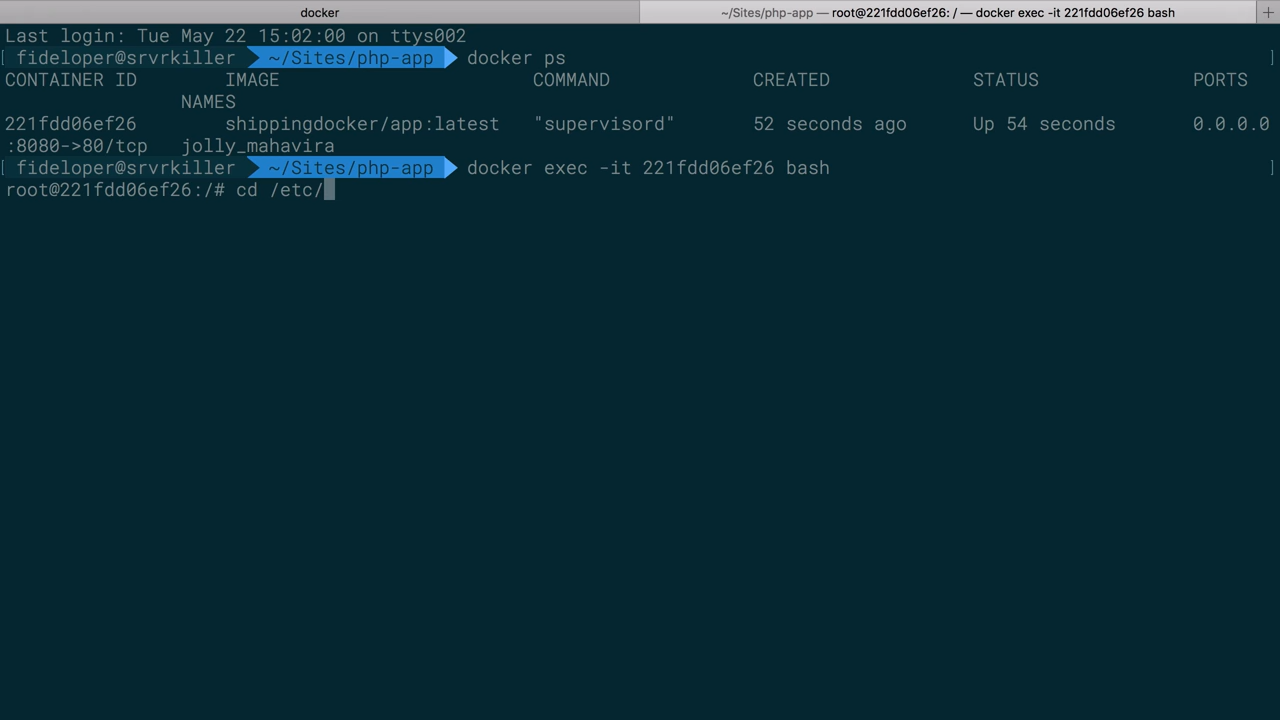 docker
~/Sites/php-app — root@221fdd06ef26: / — docker exec -it 221fdd06ef26 bash
+
Last login: Tue May 22 15:02:00 on ttys002
[ fideloper@srvrkiller ~/Sites/php-app docker ps ]
CONTAINER ID IMAGE COMMAND CREATED STATUS PORTS
NAMES
221fdd06ef26 shippingdocker/app:latest "supervisord" 52 seconds ago Up 54 seconds 0.0.0.0
:8080->80/tcp jolly_mahavira
[ fideloper@srvrkiller ~/Sites/php-app docker exec -it 221fdd06ef26 bash ]
root@221fdd06ef26:/# cd /etc/